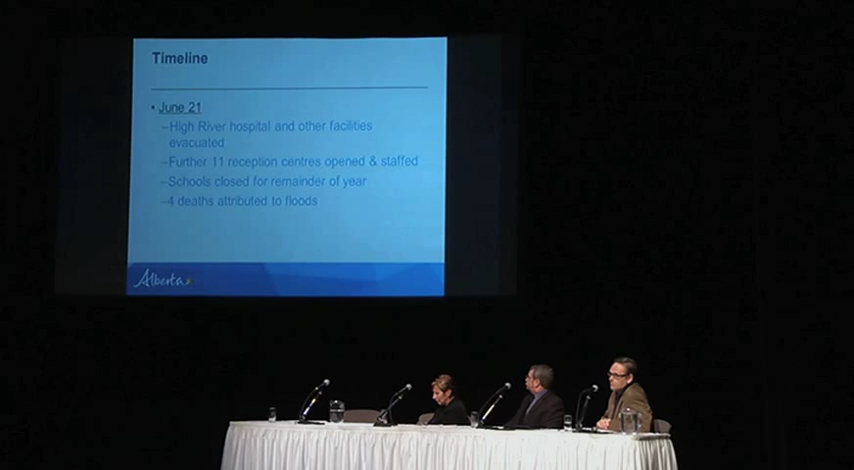 Timeline
• June 21
–High River hospital and other facilities
evacuated
–Further 11 reception centres opened & staffed
–Schools closed for remainder of year
–4 deaths attributed to floods
Alberta